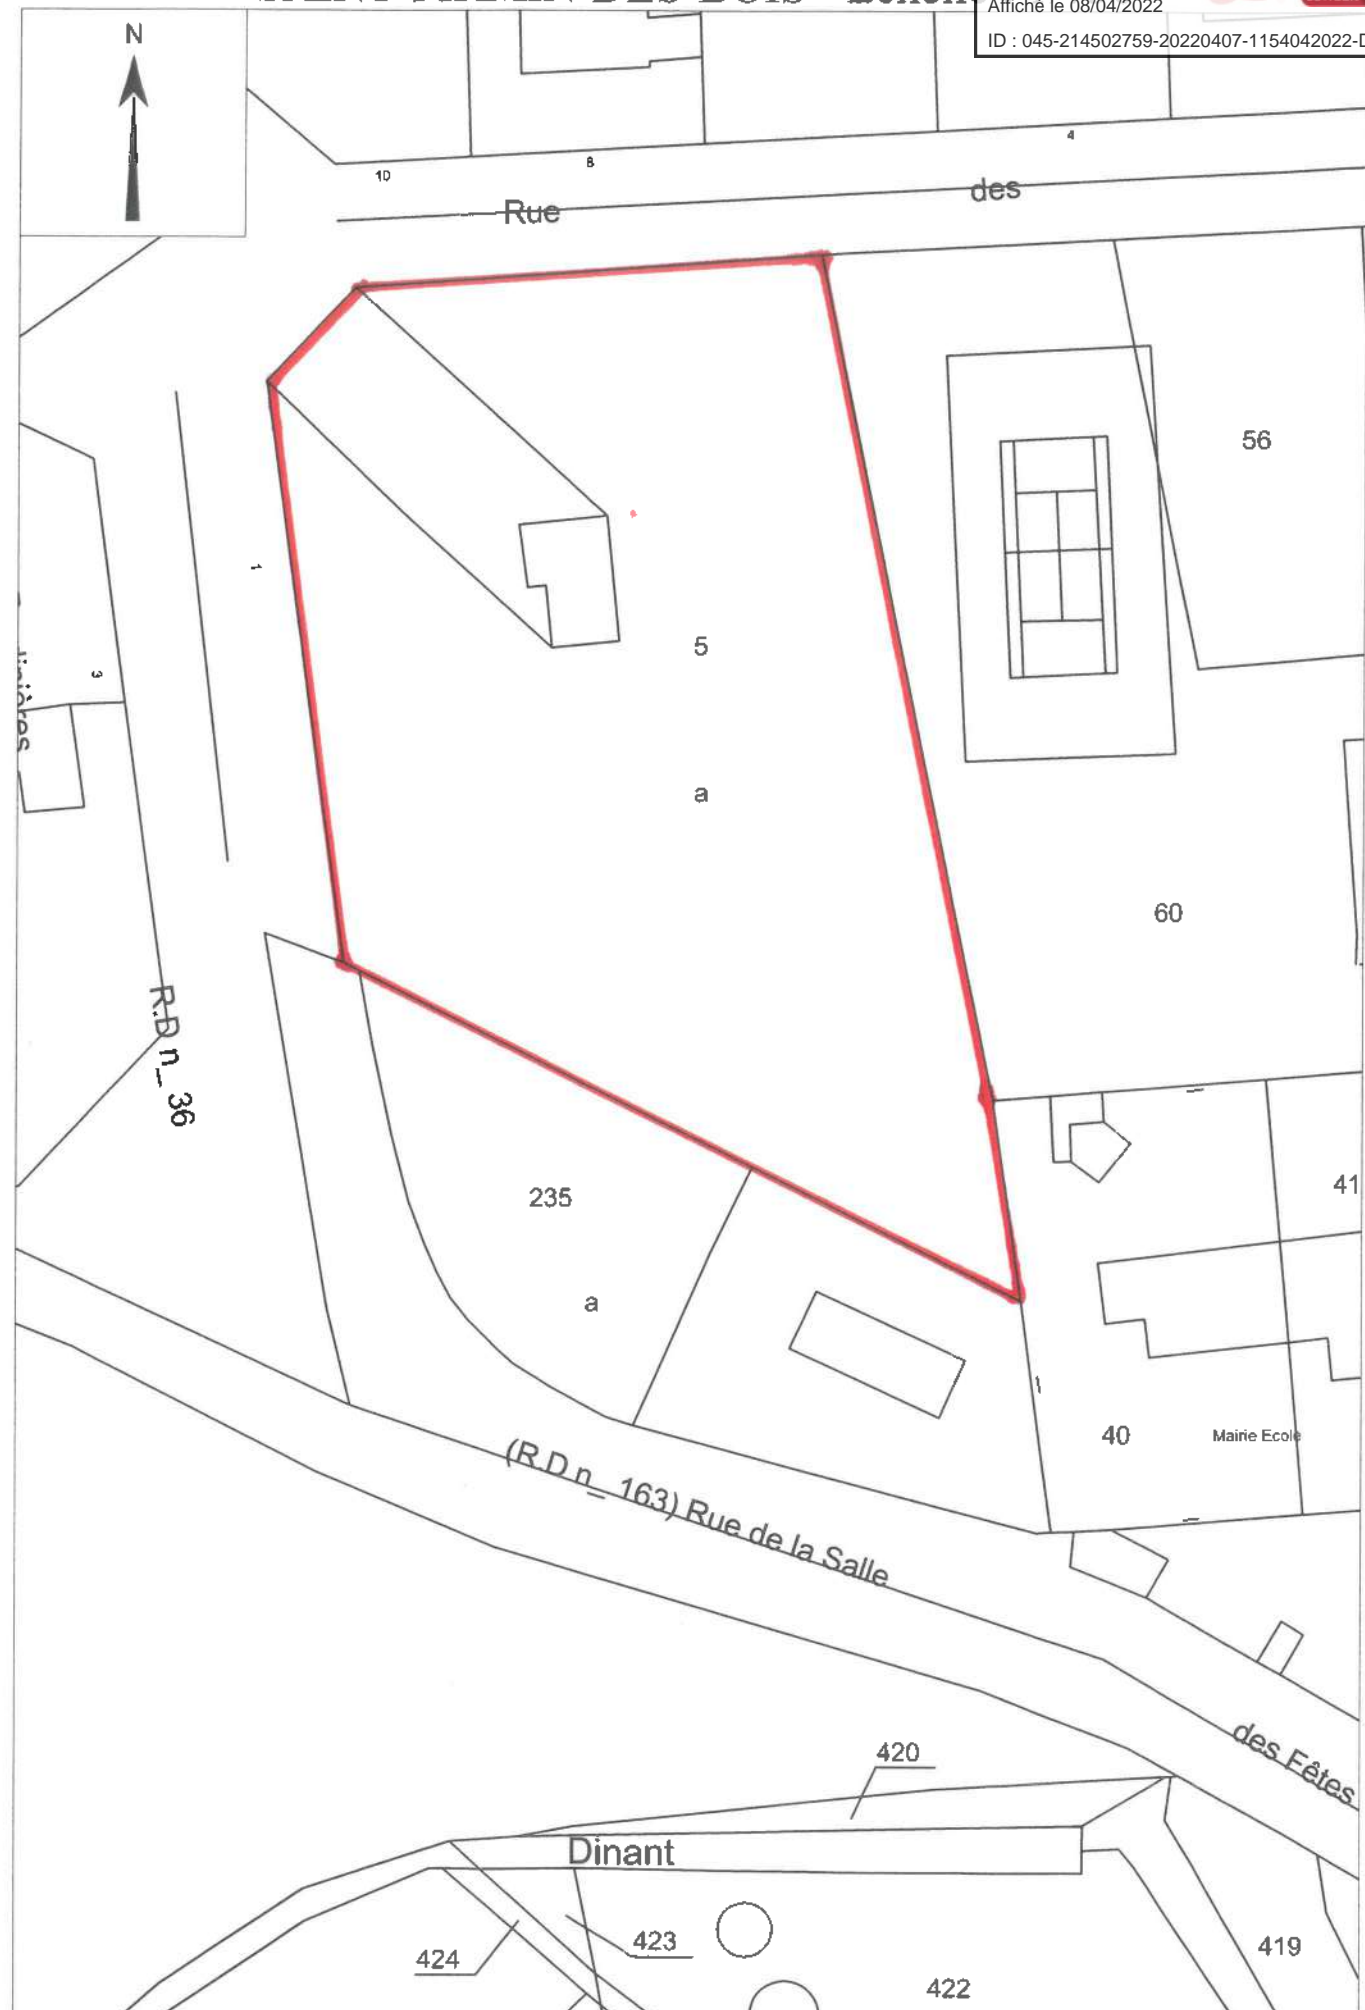 Affiché le 08/04/2022
ID : 045-214502759-20220407-1154042022-D
N
10
8
4
Rue
des
56
1
5
3
a
60
R.D n_ 36
235
41
a
40
Mairie Ecole
(R.D n_ 163) Rue de la Salle
des Fêtes
420
Dinant
424
423
422
419